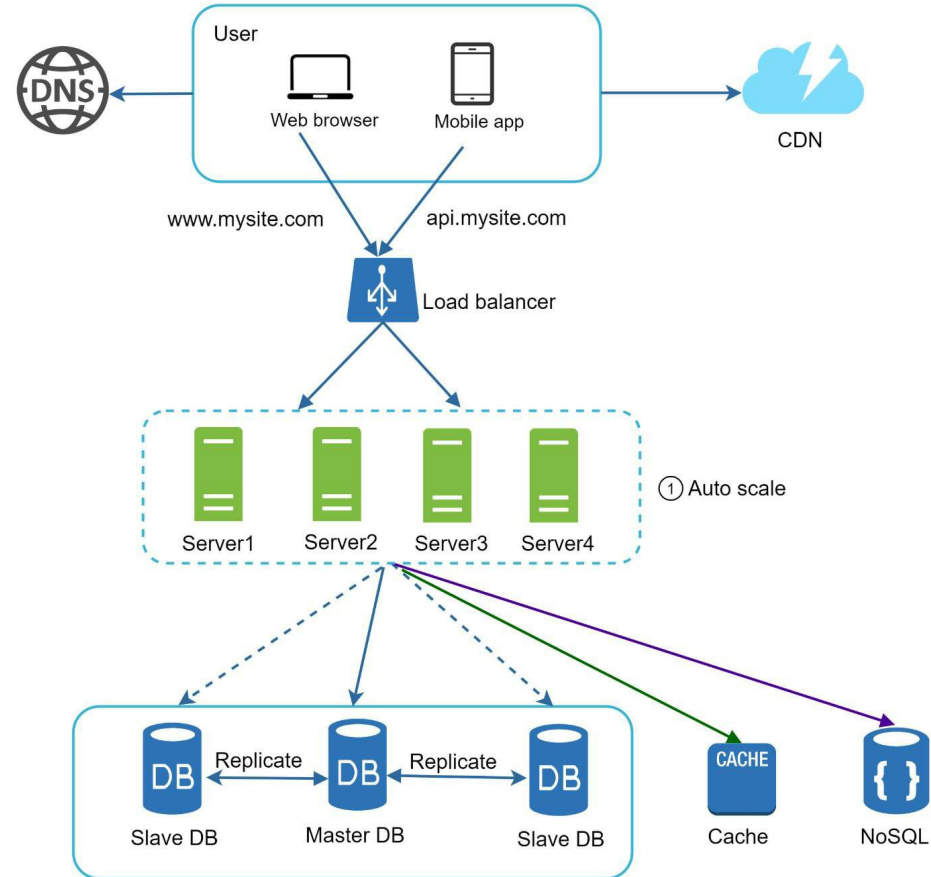 User
DNS
Web browser
Mobile app
CDN
www.mysite.com
api.mysite.com
Load balancer
1 Auto scale
Server1
Server2
Server3
Server4
DB
Replicate
DB
Replicate
DB
CACHE
{ }
Slave DB
Master DB
Slave DB
Cache
NoSQL